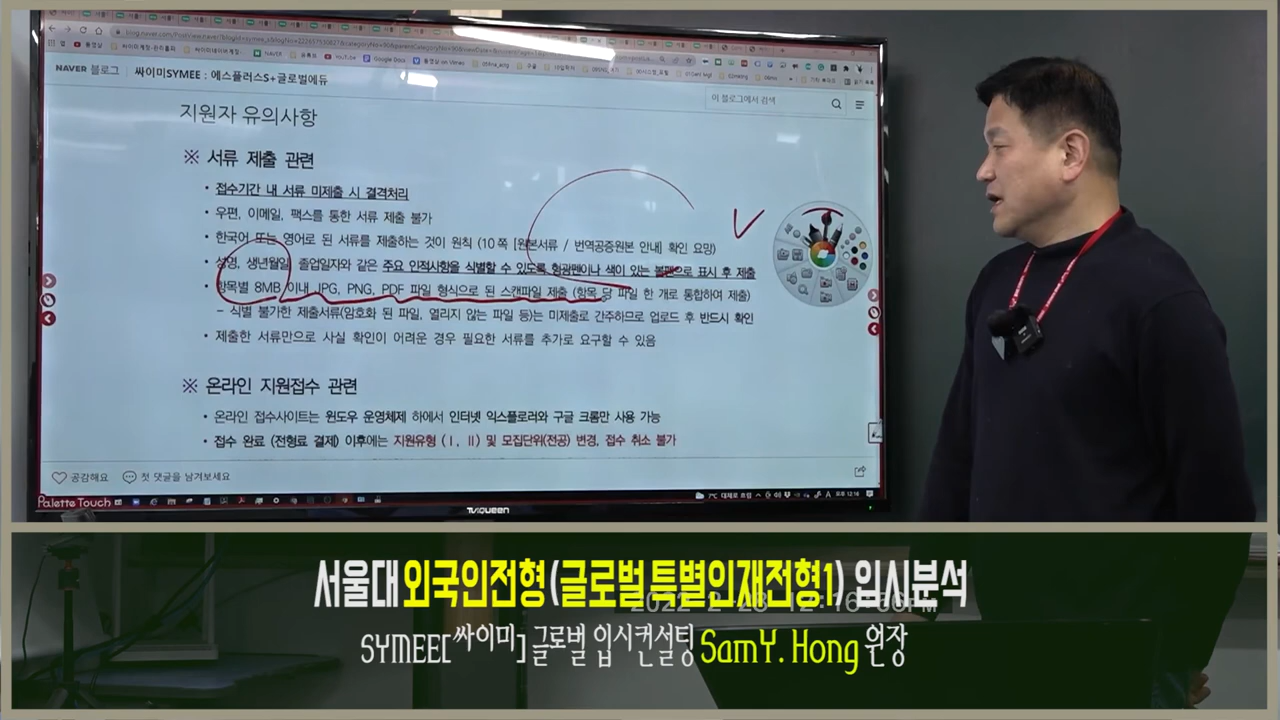 NAVER 블로그 싸이미SYMEE : 에스플러스S+글로벌에듀
이 블로그에서 검색
지원자 유의사항
※ 서류 제출 관련
• 접수기간 내 서류 미제출 시 결격처리
• 우편, 이메일, 팩스를 통한 서류 제출 불가
• 한국어 또는 영어로 된 서류를 제출하는 것이 원칙 (10쪽 [원본서류 / 번역공증원본 안내] 확인 요망)
• 성명, 생년월일, 졸업일자와 같은 주요 인적사항을 식별할 수 있도록 형광펜이나 색이 있는 볼펜으로 표시 후 제출
• 항목별 8MB 이내 JPG, PNG, PDF 파일 형식으로 된 스캔파일 제출 (항목 당 파일 한 개로 통합하여 제출)
– 식별 불가한 제출서류(암호화 된 파일, 열리지 않는 파일 등)는 미제출로 간주하므로 업로드 후 반드시 확인
• 제출한 서류만으로 사실 확인이 어려운 경우 필요한 서류를 추가로 요구할 수 있음
※ 온라인 지원접수 관련
• 온라인 접수사이트는 윈도우 운영체제 하에서 인터넷 익스플로러와 구글 크롬만 사용 가능
• 접수 완료 (전형료 결제) 이후에는 지원유형 (Ⅰ, Ⅱ) 및 모집단위(전공) 변경, 접수 취소 불가
공감해요 첫 댓글을 남겨보세요
PaletteTouch
7℃ 대체로 흐림 오후 12:16
TVQUEEN
서울대 외국인전형 (글로벌 특별인재전형1) 입시분석
SYMEE[싸이미] 글로벌 입시컨설팅 Sam Y. Hong 원장